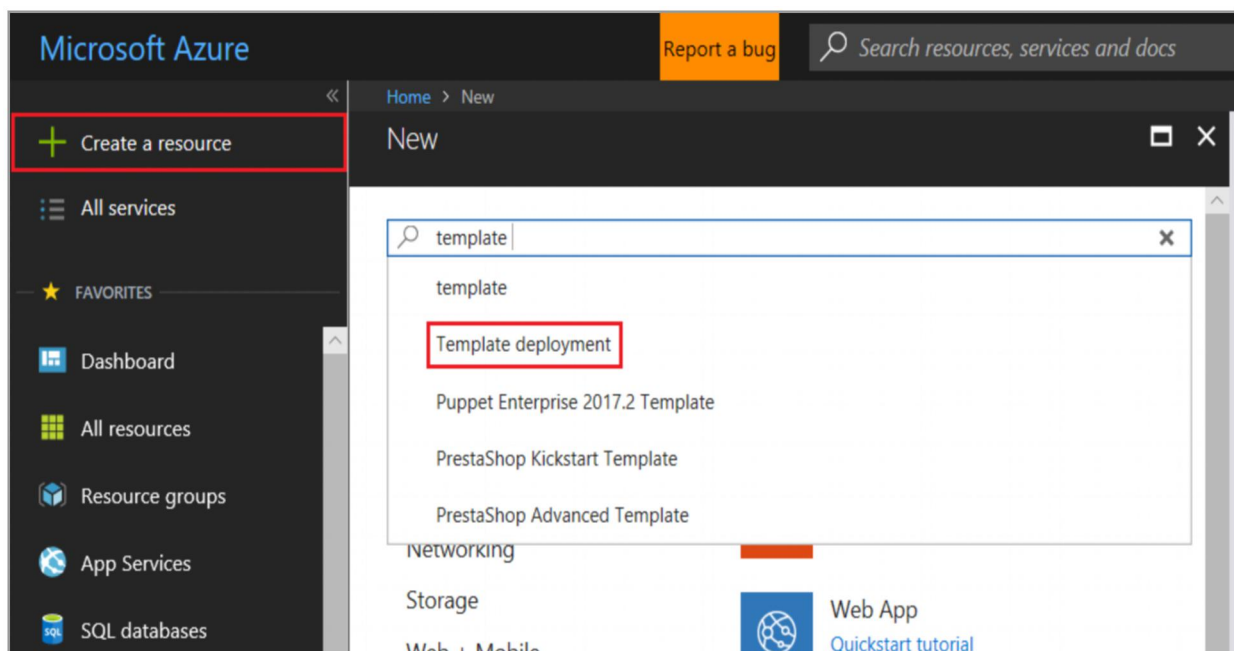 Microsoft Azure
Report a bug
Search resources, services and docs
Home > New
Create a resource
New
All services
template
template
FAVORITES
Template deployment
Dashboard
Puppet Enterprise 2017.2 Template
All resources
PrestaShop Kickstart Template
Resource groups
PrestaShop Advanced Template
Networking
App Services
Storage
Web App
SQL databases
Web + Mobile
Quickstart tutorial